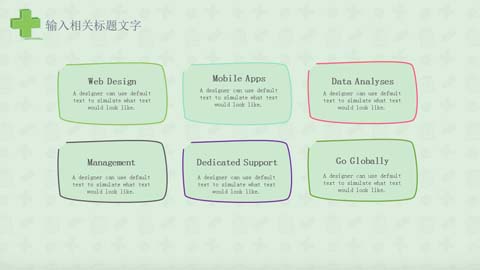 输入相关标题文字
Web Design
A designer can use default
text to simulate what text
would look like.
Mobile Apps
A designer can use default
text to simulate what text
would look like.
Data Analyses
A designer can use default
text to simulate what text
would look like.
Management
A designer can use default
text to simulate what text
would look like.
Dedicated Support
A designer can use default
text to simulate what text
would look like.
Go Globally
A designer can use default
text to simulate what text
would look like.